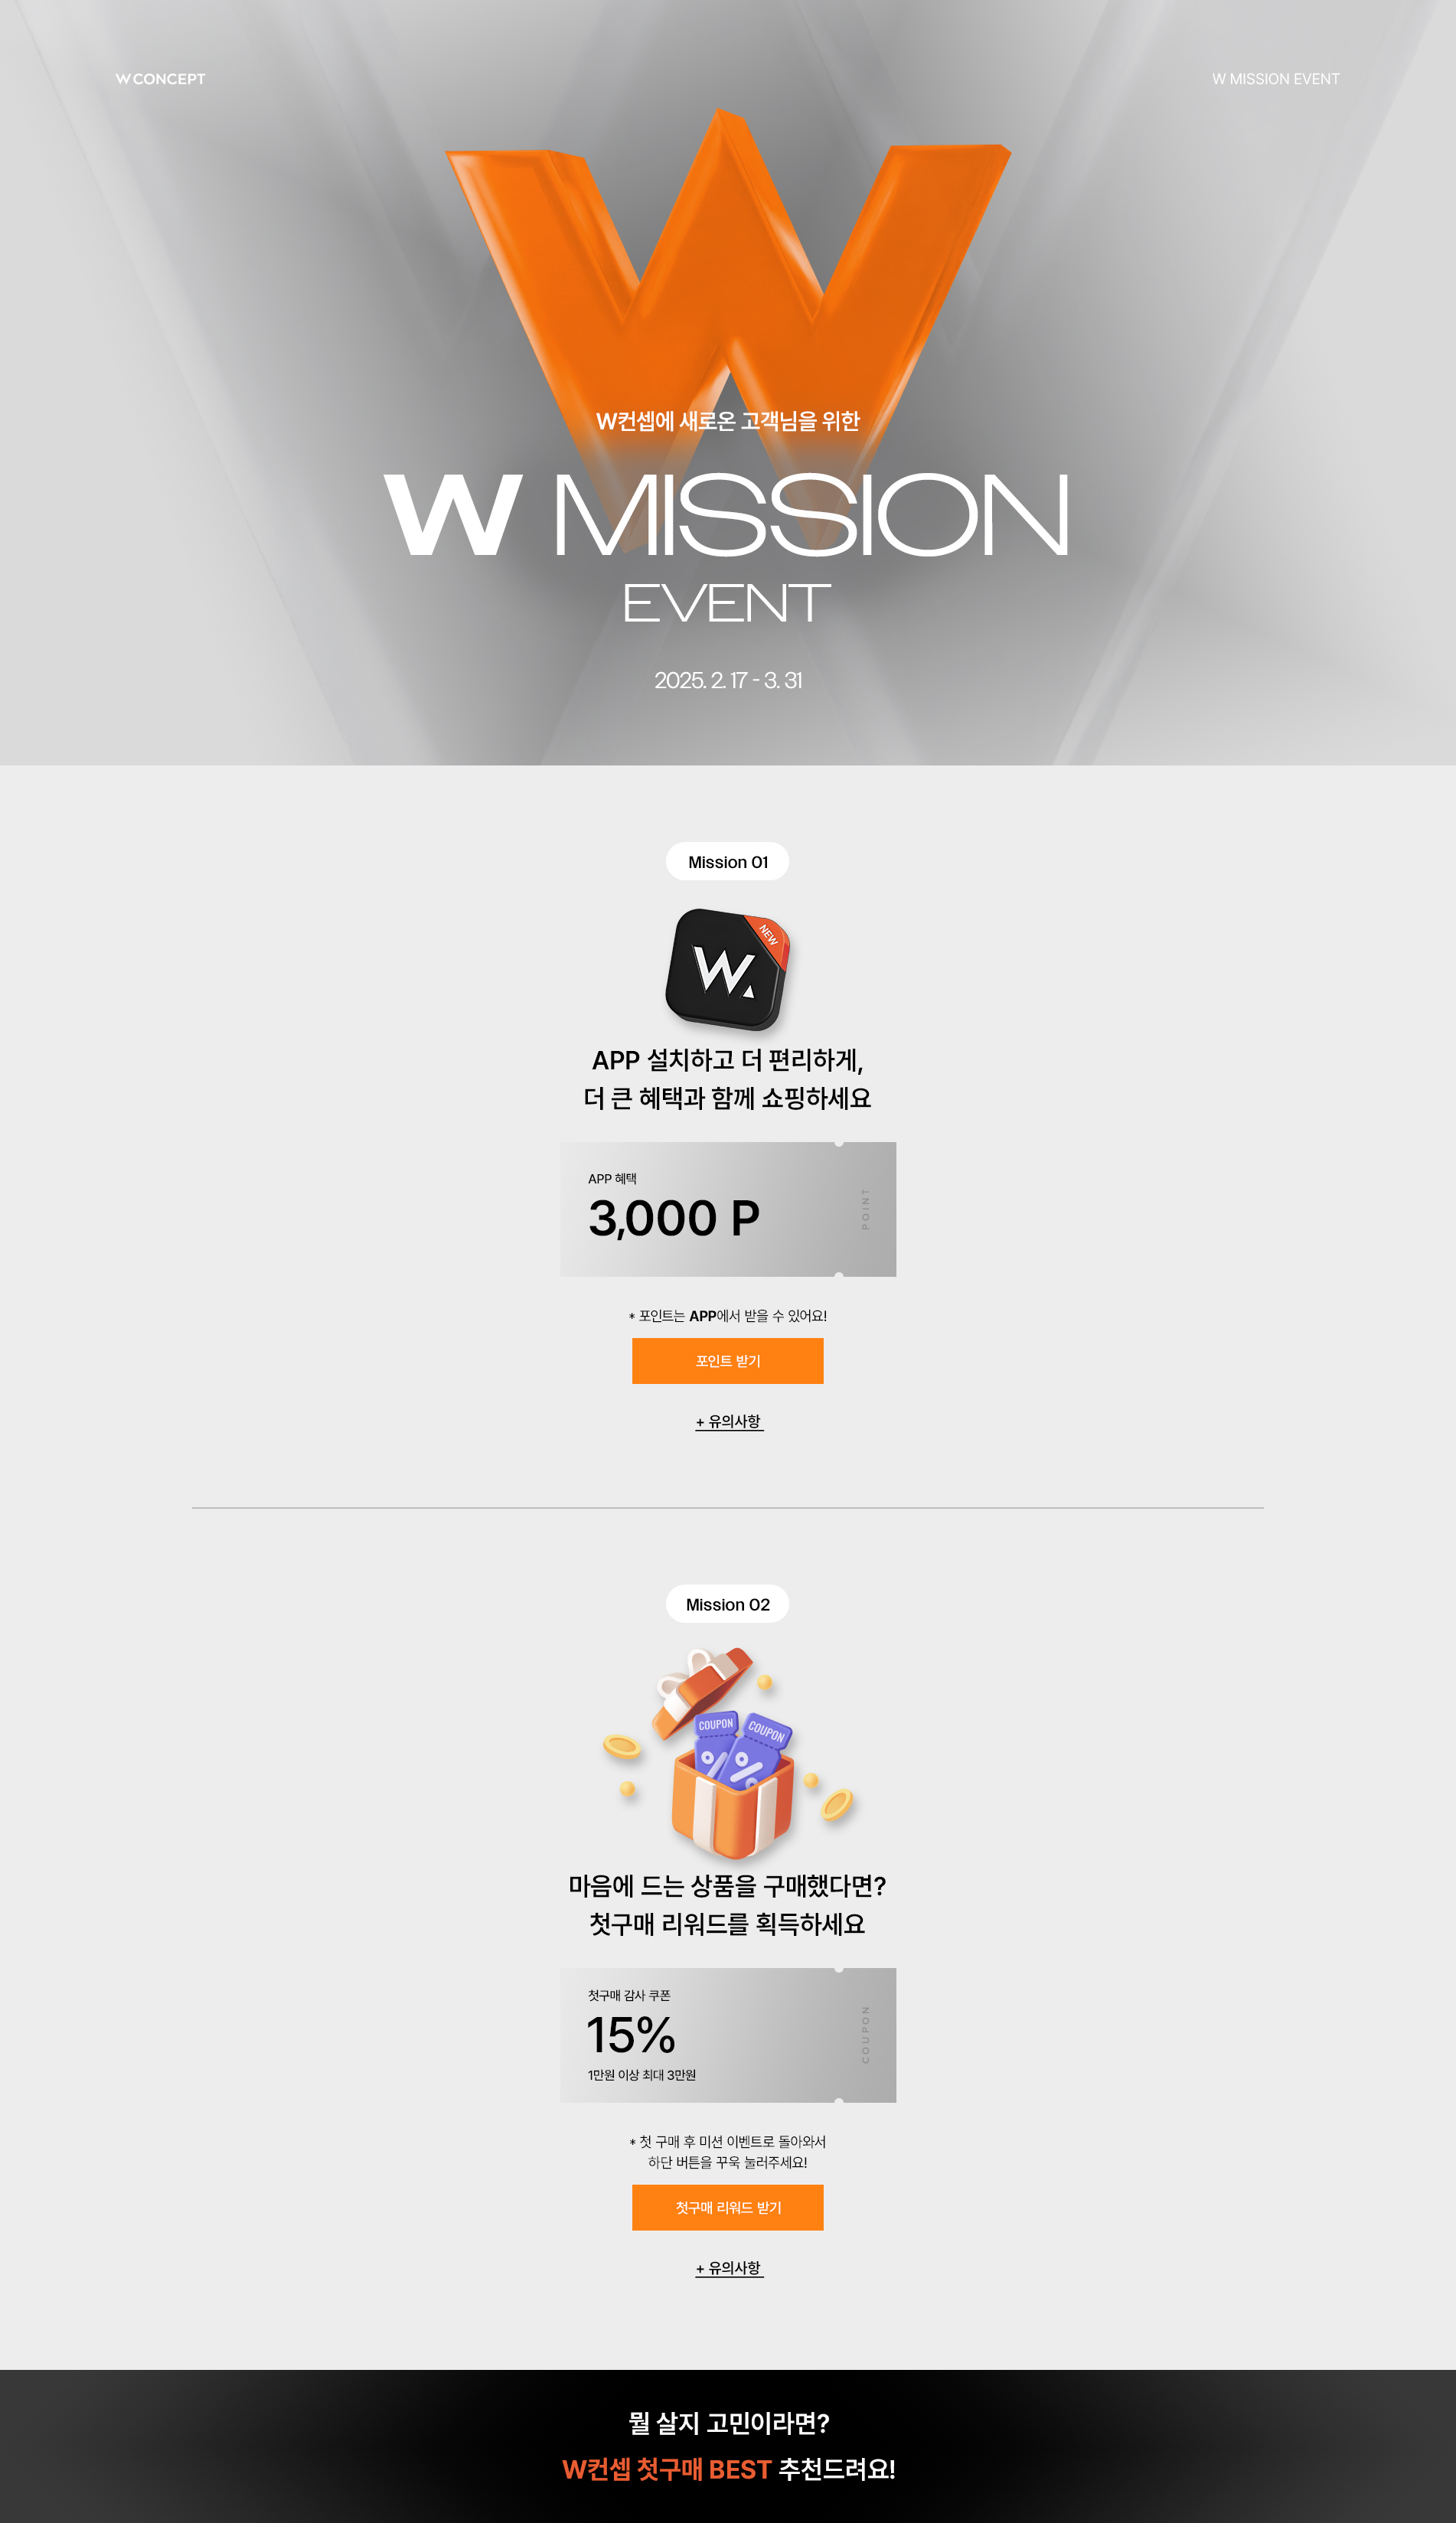 W CONCEPT
W MISSION EVENT
W컨셉에 새로온 고객님을 위한
W MISSION
EVENT
2025. 2. 17 - 3. 31
Mission 01
NEW
W.
APP 설치하고 더 편리하게,
더 큰 혜택과 함께 쇼핑하세요
APP 혜택
3,000 P
POINT
* 포인트는 APP에서 받을 수 있어요!
포인트 받기
+ 유의사항
Mission 02
COUPON
COUPON
%
%
마음에 드는 상품을 구매했다면?
첫구매 리워드를 획득하세요
첫구매 감사 쿠폰
15%
1만원 이상 최대 3만원
COUPON
* 첫 구매 후 미션 이벤트로 돌아와서
하단 버튼을 꾸욱 눌러주세요!
첫구매 리워드 받기
+ 유의사항
뭘 살지 고민이라면?
W컨셉 첫구매 BEST 추천드려요!